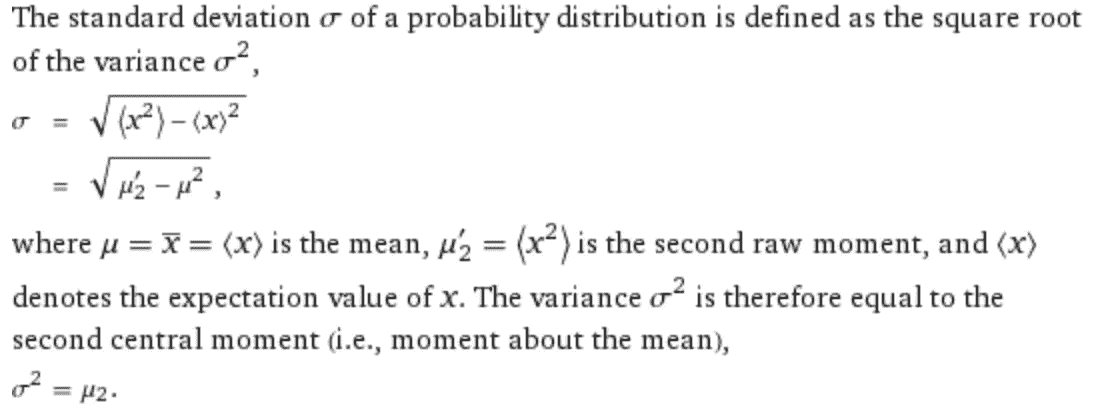 The standard deviation σ of a probability distribution is defined as the square root
of the variance σ²,
σ = √(⟨x²⟩ – ⟨x⟩²)
= √(μ′₂ – μ²) ,
where μ = x̅ = ⟨x⟩ is the mean, μ′₂ = ⟨x²⟩ is the second raw moment, and ⟨x⟩
denotes the expectation value of x. The variance σ² is therefore equal to the
second central moment (i.e., moment about the mean),
σ² = μ₂.